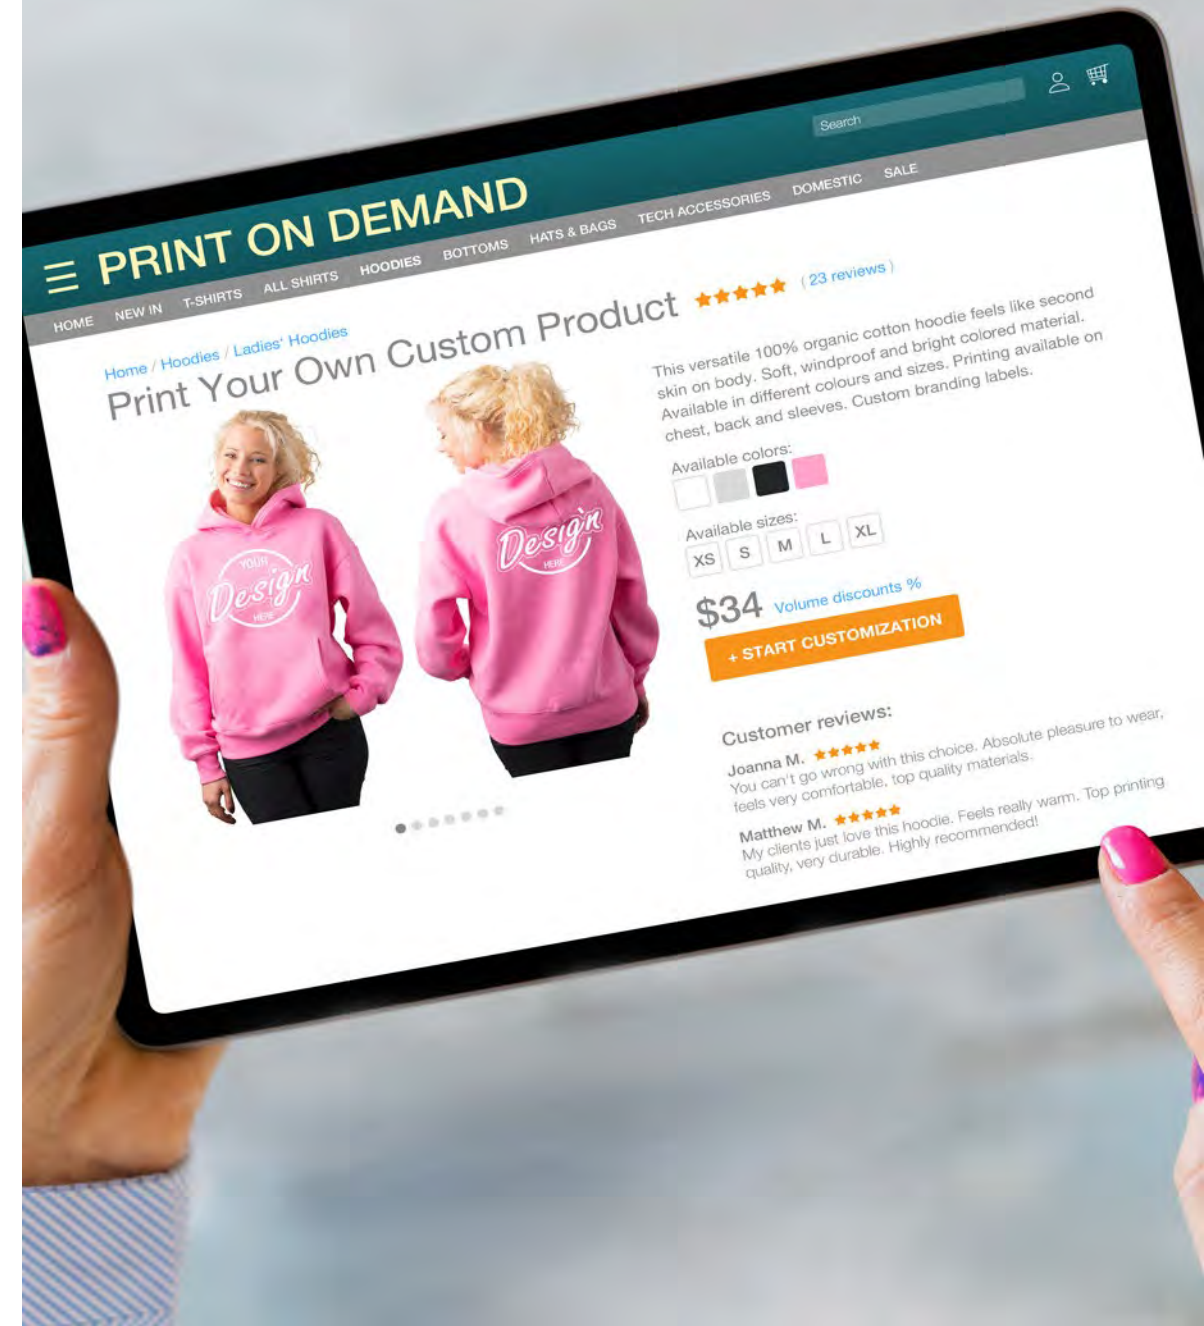 Search
☰ PRINT ON DEMAND
HOME NEW IN T-SHIRTS ALL SHIRTS HOODIES BOTTOMS HATS & BAGS TECH ACCESSORIES DOMESTIC SALE
Home / Hoodies / Ladies' Hoodies
Print Your Own Custom Product ★★★★★ ( 23 reviews )
This versatile 100% organic cotton hoodie feels like second
skin on body. Soft, windproof and bright colored material.
Available in different colours and sizes. Printing available on
chest, back and sleeves. Custom branding labels.
Available colors:
Available sizes:
XS S M L XL
$34 Volume discounts %
+ START CUSTOMIZATION
YOUR
Design
HERE
Design
HERE
Customer reviews:
Joanna M. ★★★★★
You can't go wrong with this choice. Absolute pleasure to wear,
feels very comfortable, top quality materials.
Matthew M. ★★★★★
My clients just love this hoodie. Feels really warm. Top printing
quality, very durable. Highly recommended!